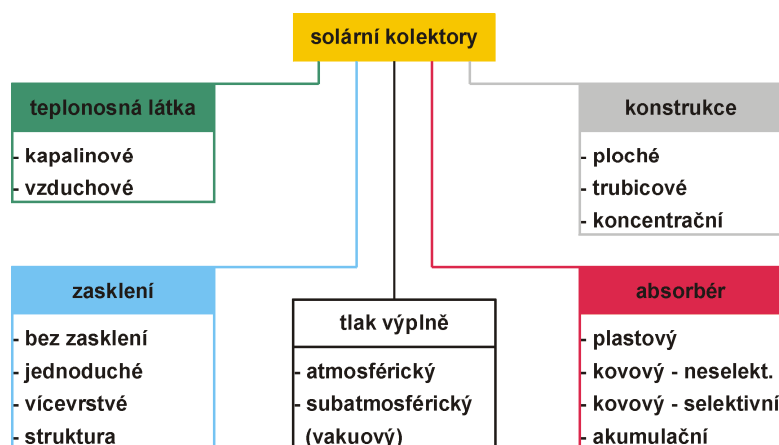 solární kolektory
teplonosná látka
- kapalinové
- vzduchové
konstrukce
- ploché
- trubicové
- koncentrační
zasklení
- bez zasklení
- jednoduché
- vícevrstvé
- struktura
tlak výplně
- atmosférický
- subatmosférický
(vakuový)
absorbér
- plastový
- kovový - neselekt.
- kovový - selektivní
- akumulační